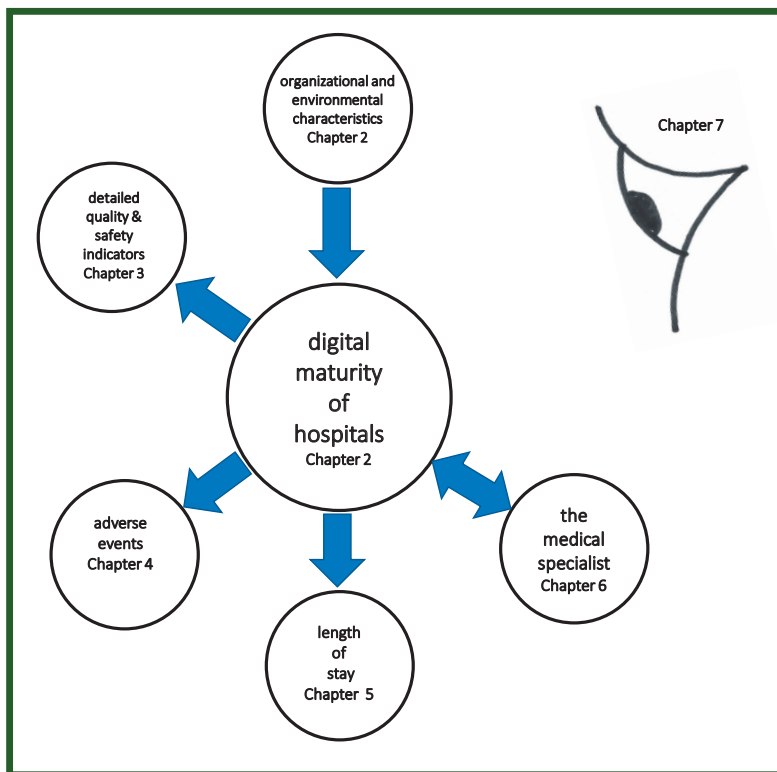 organizational and
environmental
characteristics
Chapter 2
Chapter 7
detailed
quality &
safety
indicators
Chapter 3
digital
maturity
of
hospitals
Chapter 2
adverse
events
Chapter 4
the
medical
specialist
Chapter 6
length
of
stay
Chapter 5